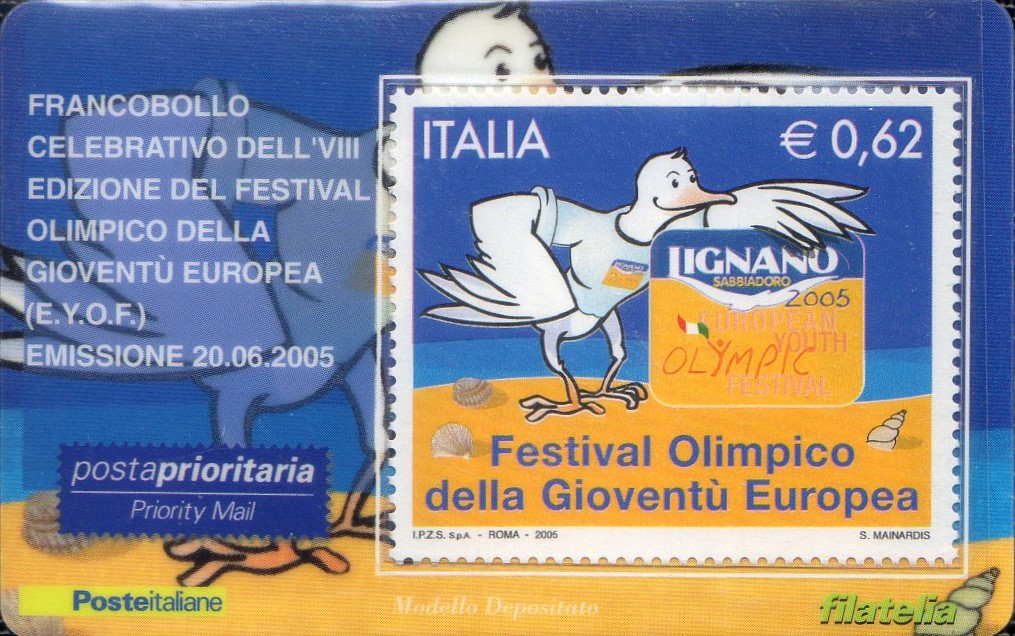 FRANCOBOLLO
CELEBRATIVO DELL'VIII
EDIZIONE DEL FESTIVAL
OLIMPICO DELLA
GIOVENTÙ EUROPEA
(E.Y.O.F.)
EMISSIONE 20.06.2005
postaprioritaria
Priority Mail
Posteitaliane
ITALIA
€ 0,62
LIGNANO
SABBIADORO
2005
EUROPEAN
YOUTH
OLYMPIC
FESTIVAL
Festival Olimpico
della Gioventù Europea
I.P.Z.S. S.p.A. - ROMA - 2005
S. MAINARDIS
Modello Depositato
filatelia